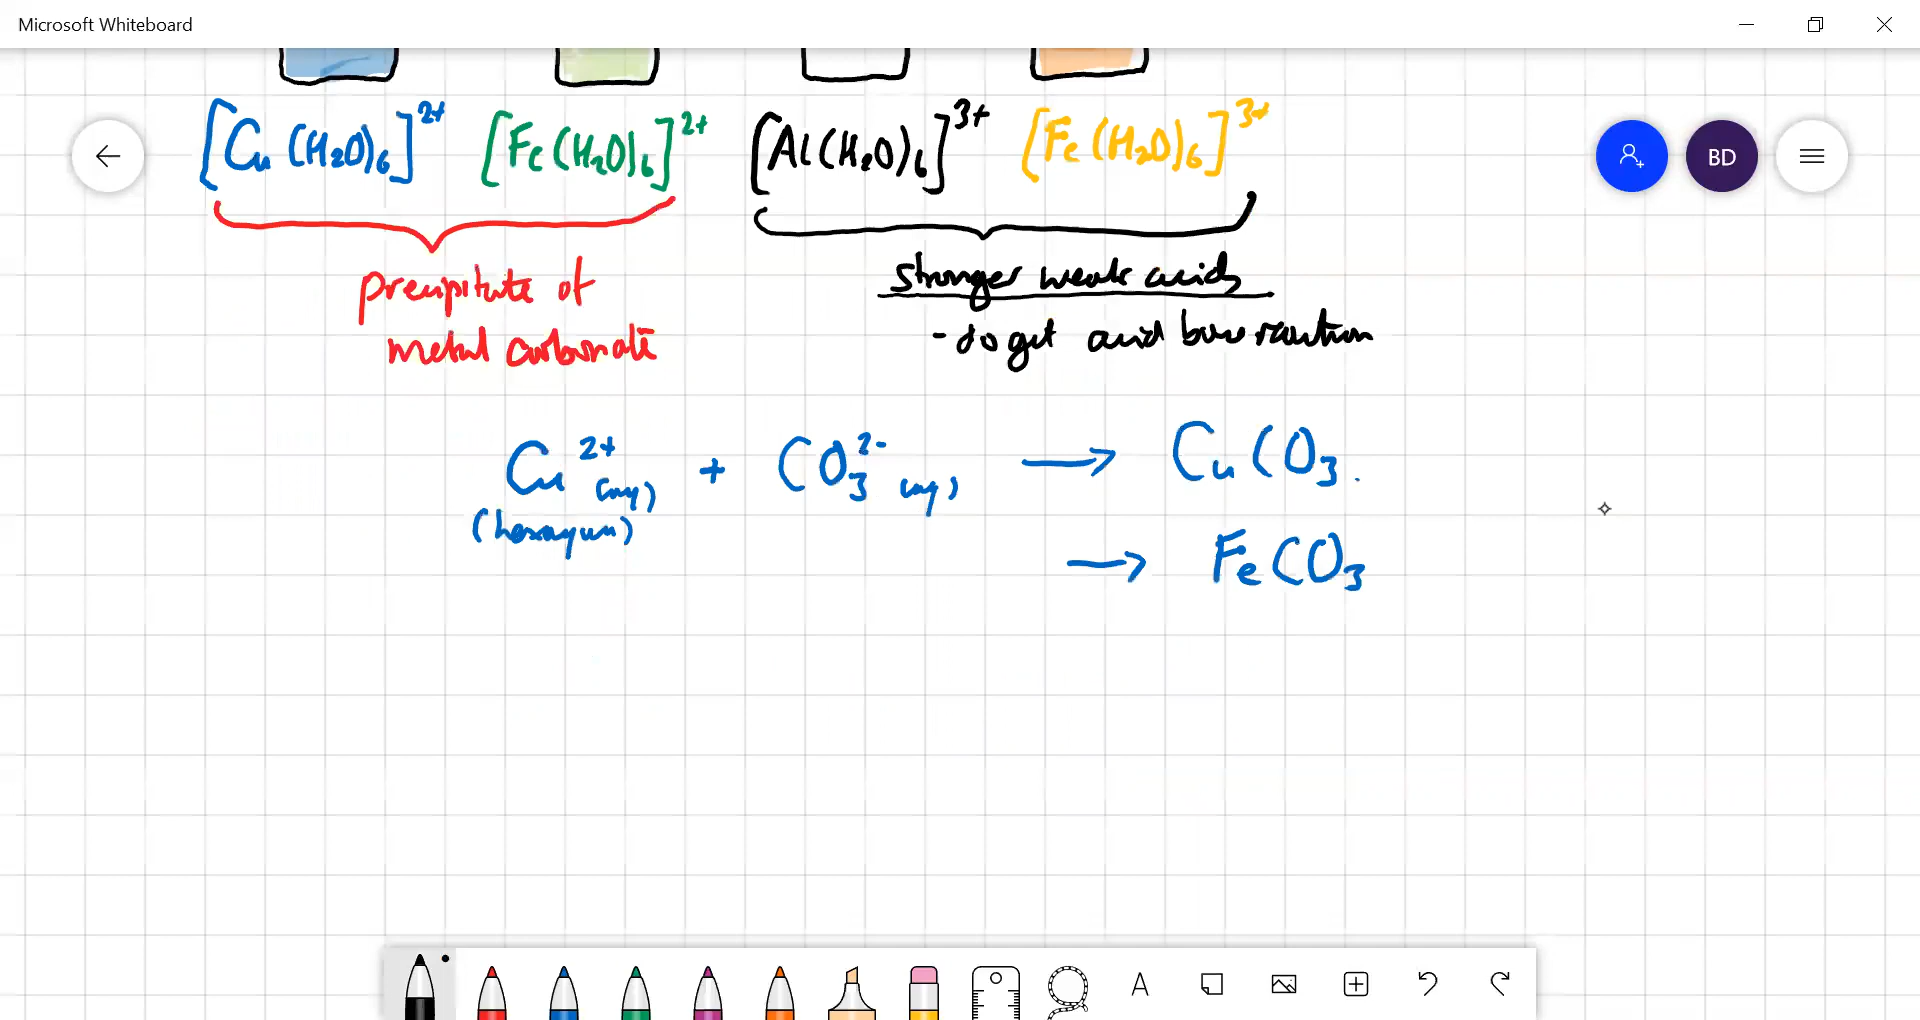 Microsoft Whiteboard
[Cu(H₂O)₆]²⁺ [Fe(H₂O)₆]²⁺ [Al(H₂O)₆]³⁺ [Fe(H₂O)₆]³⁺
BD
precipitate of
metal carbonate
stronger weak acids
- do get acid base reaction
Cu²⁺(aq) + CO₃²⁻(aq) → CuCO₃.
(hexaqua)
→ FeCO₃
A